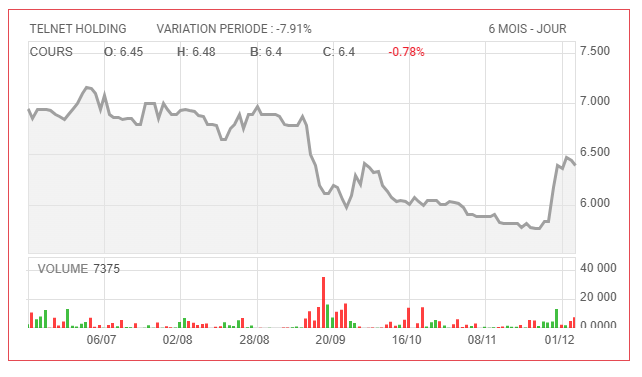 TELNET HOLDING VARIATION PERIODE : -7.91% 6 MOIS - JOUR
COURS O: 6.45 H: 6.48 B: 6.4 C: 6.4 -0.78%
7.500
7.000
6.500
6.000
VOLUME 7375
40 000
20 000
0.0000
06/07 02/08 28/08 20/09 16/10 08/11 01/12